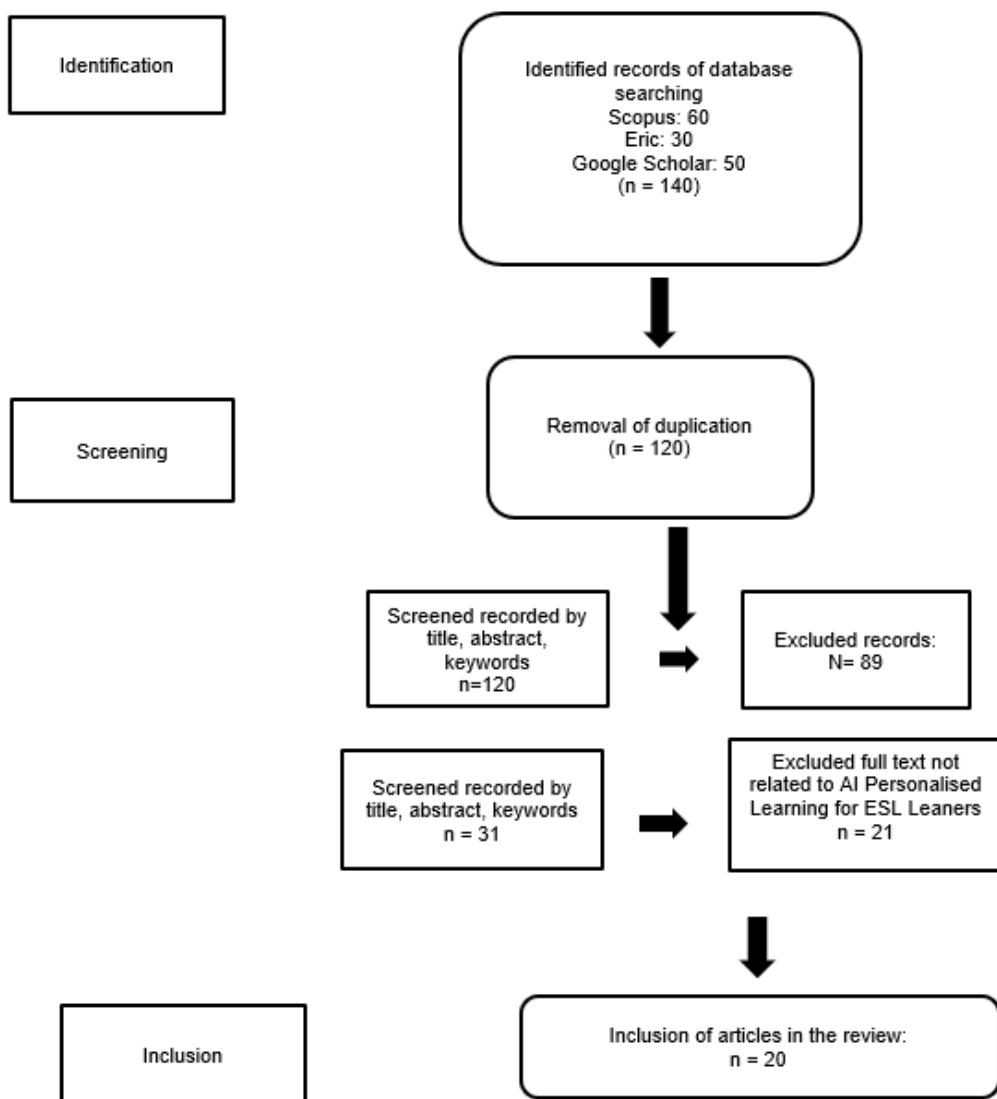 Identification
Identified records of database
searching
Scopus: 60
Eric: 30
Google Scholar: 50
(n = 140)
Screening
Removal of duplication
(n = 120)
Screened recorded by
title, abstract,
keywords
n=120
Excluded records:
N= 89
Screened recorded by
title, abstract, keywords
n = 31
Excluded full text not
related to AI Personalised
Learning for ESL Leaners
n = 21
Inclusion
Inclusion of articles in the review:
n = 20